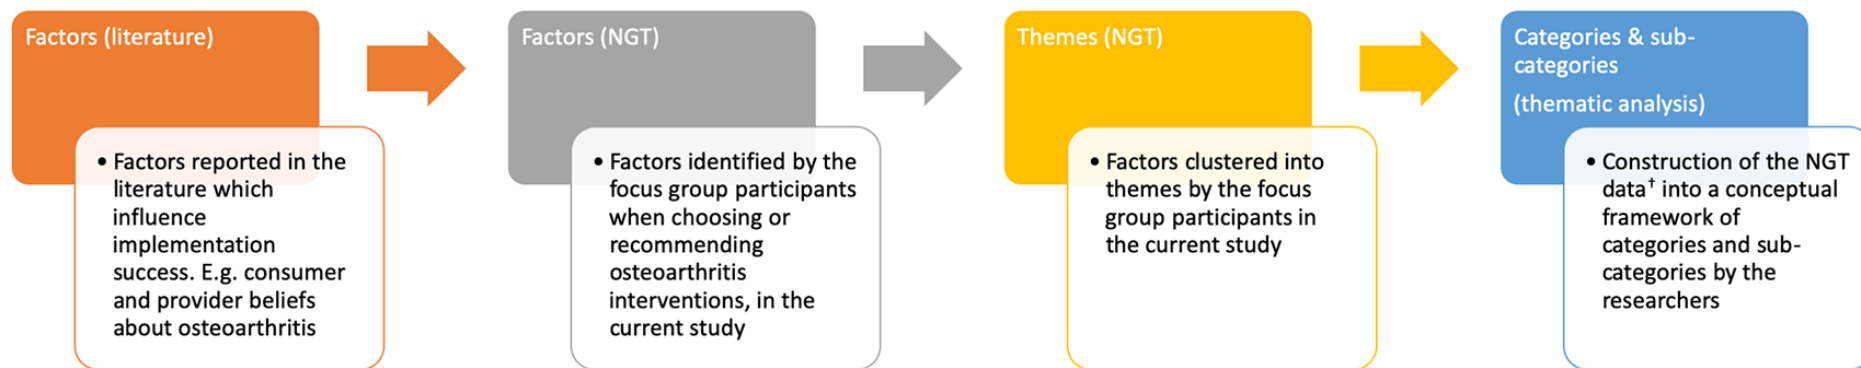 Factors (literature)
• Factors reported in the
literature which
influence
implementation
success. E.g. consumer
and provider beliefs
about osteoarthritis
Factors (NGT)
• Factors identified by the
focus group participants
when choosing or
recommending
osteoarthritis
interventions, in the
current study
Themes (NGT)
• Factors clustered into
themes by the focus
group participants in
the current study
Categories & sub-
categories
(thematic analysis)
• Construction of the NGT
data† into a conceptual
framework of
categories and sub-
categories by the
researchers